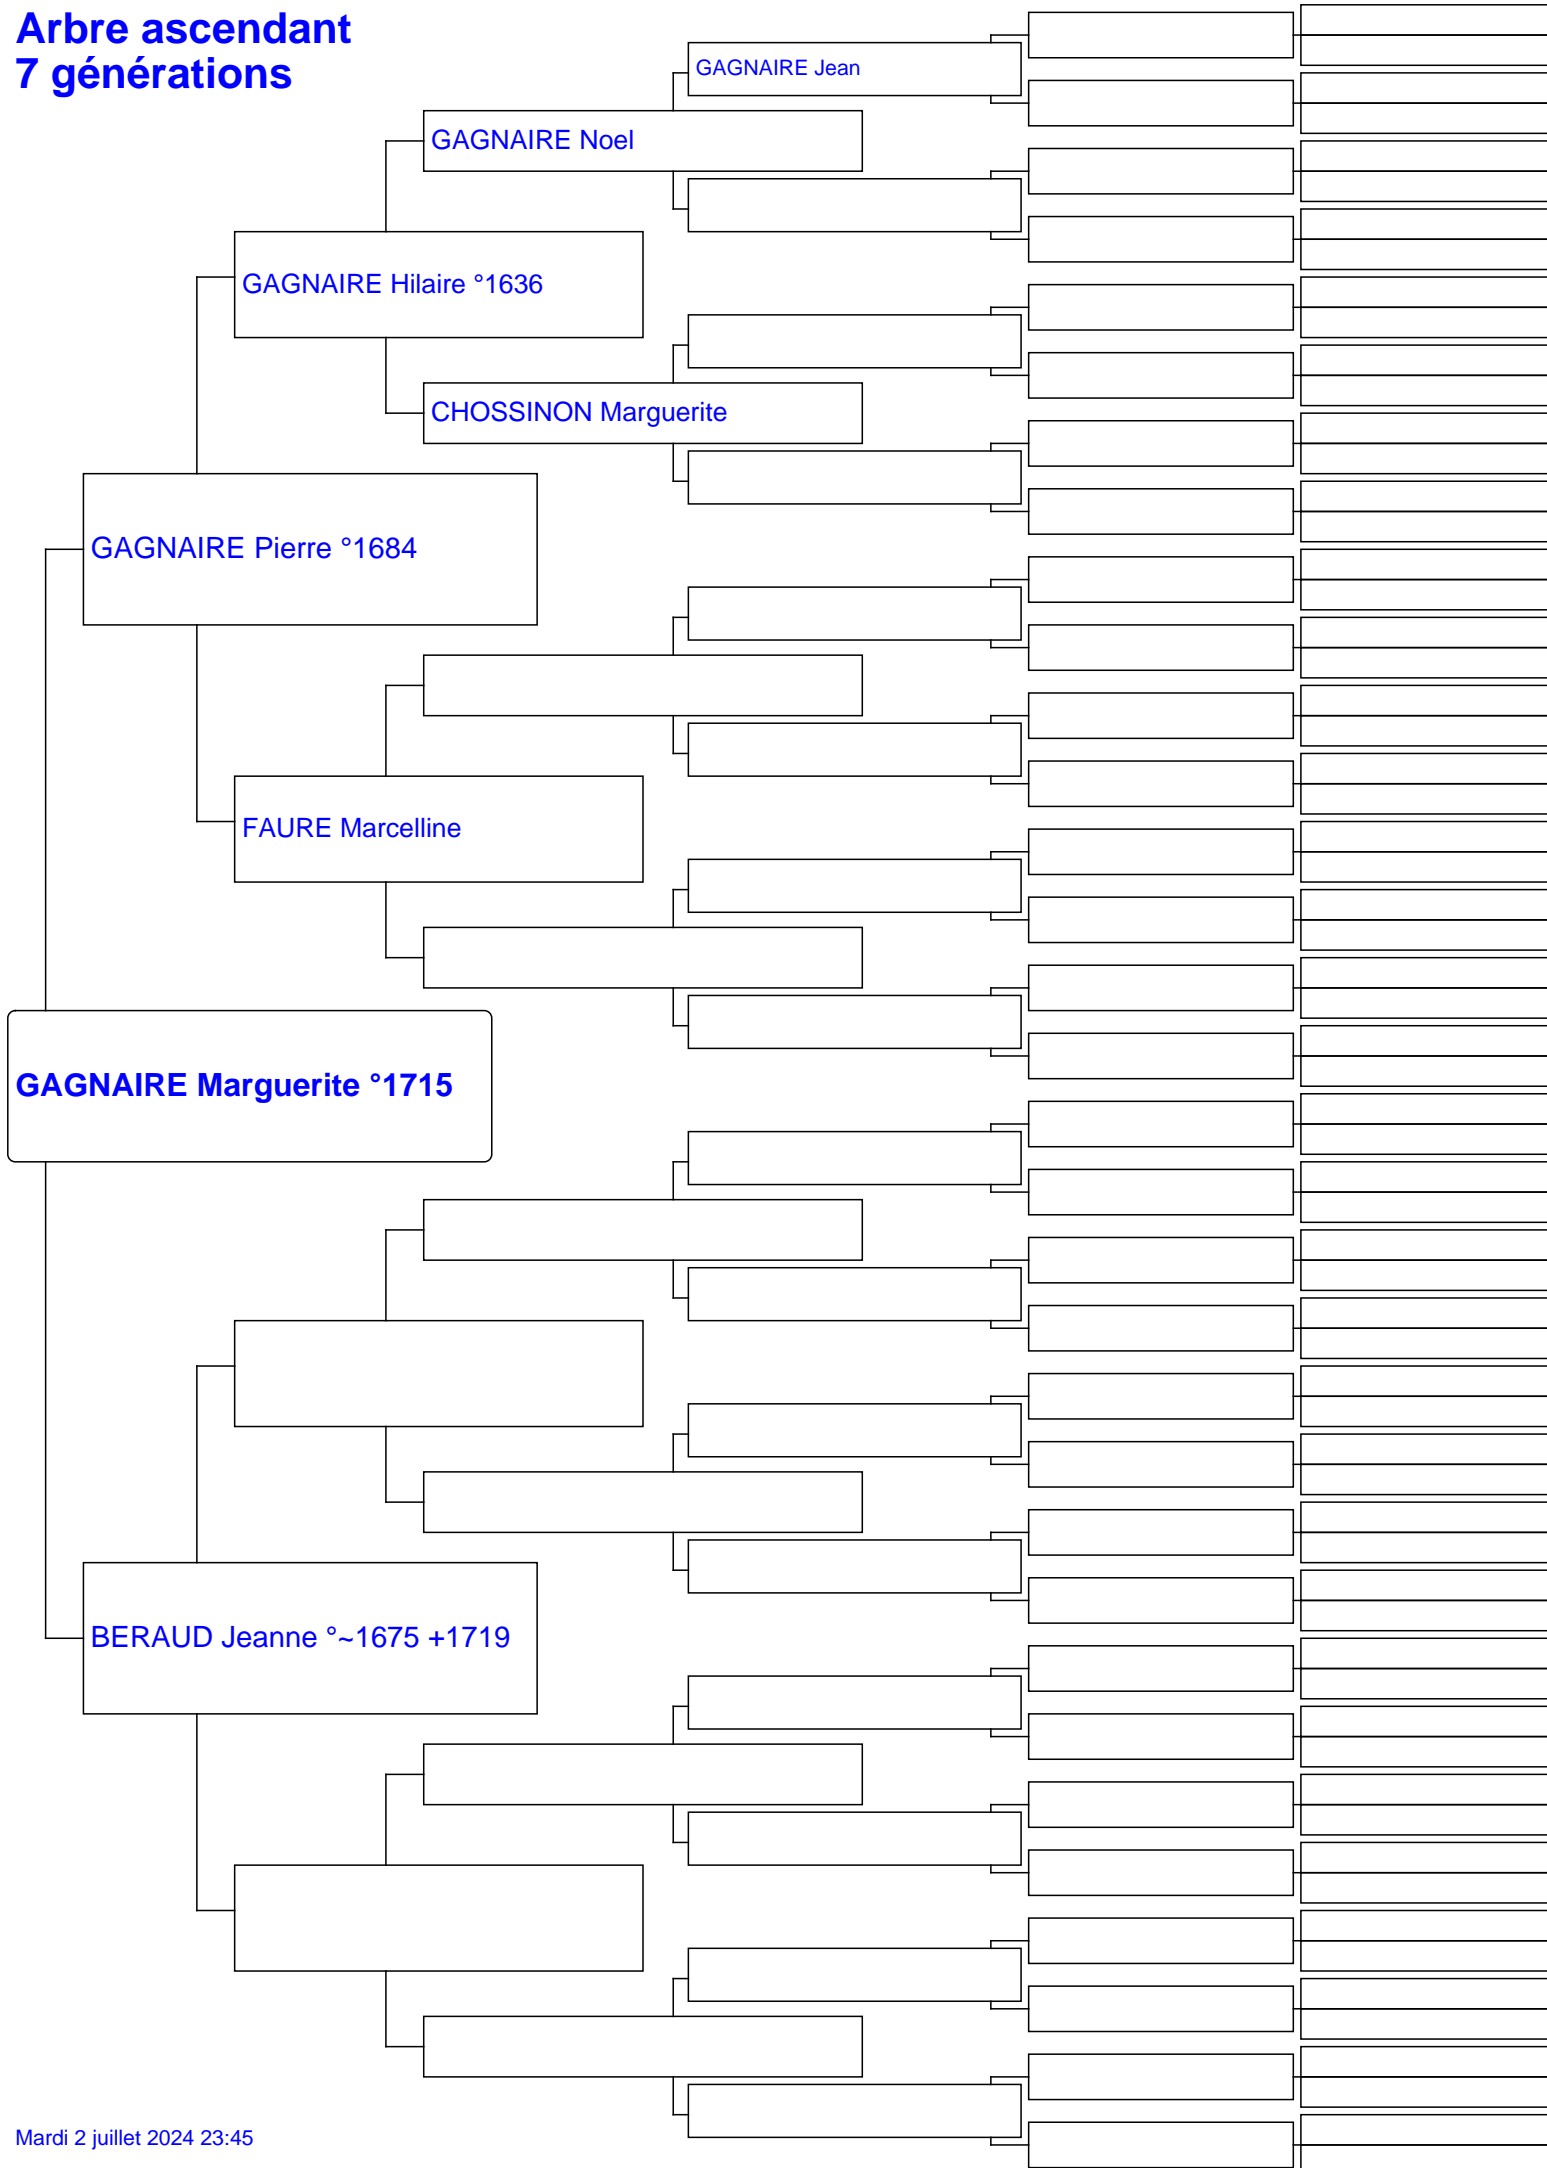 Arbre ascendant
7 générations
GAGNAIRE Jean
GAGNAIRE Noel
GAGNAIRE Hilaire °1636
CHOSSINON Marguerite
GAGNAIRE Pierre °1684
FAURE Marcelline
GAGNAIRE Marguerite °1715
BERAUD Jeanne °~1675 +1719
Mardi 2 juillet 2024 23:45